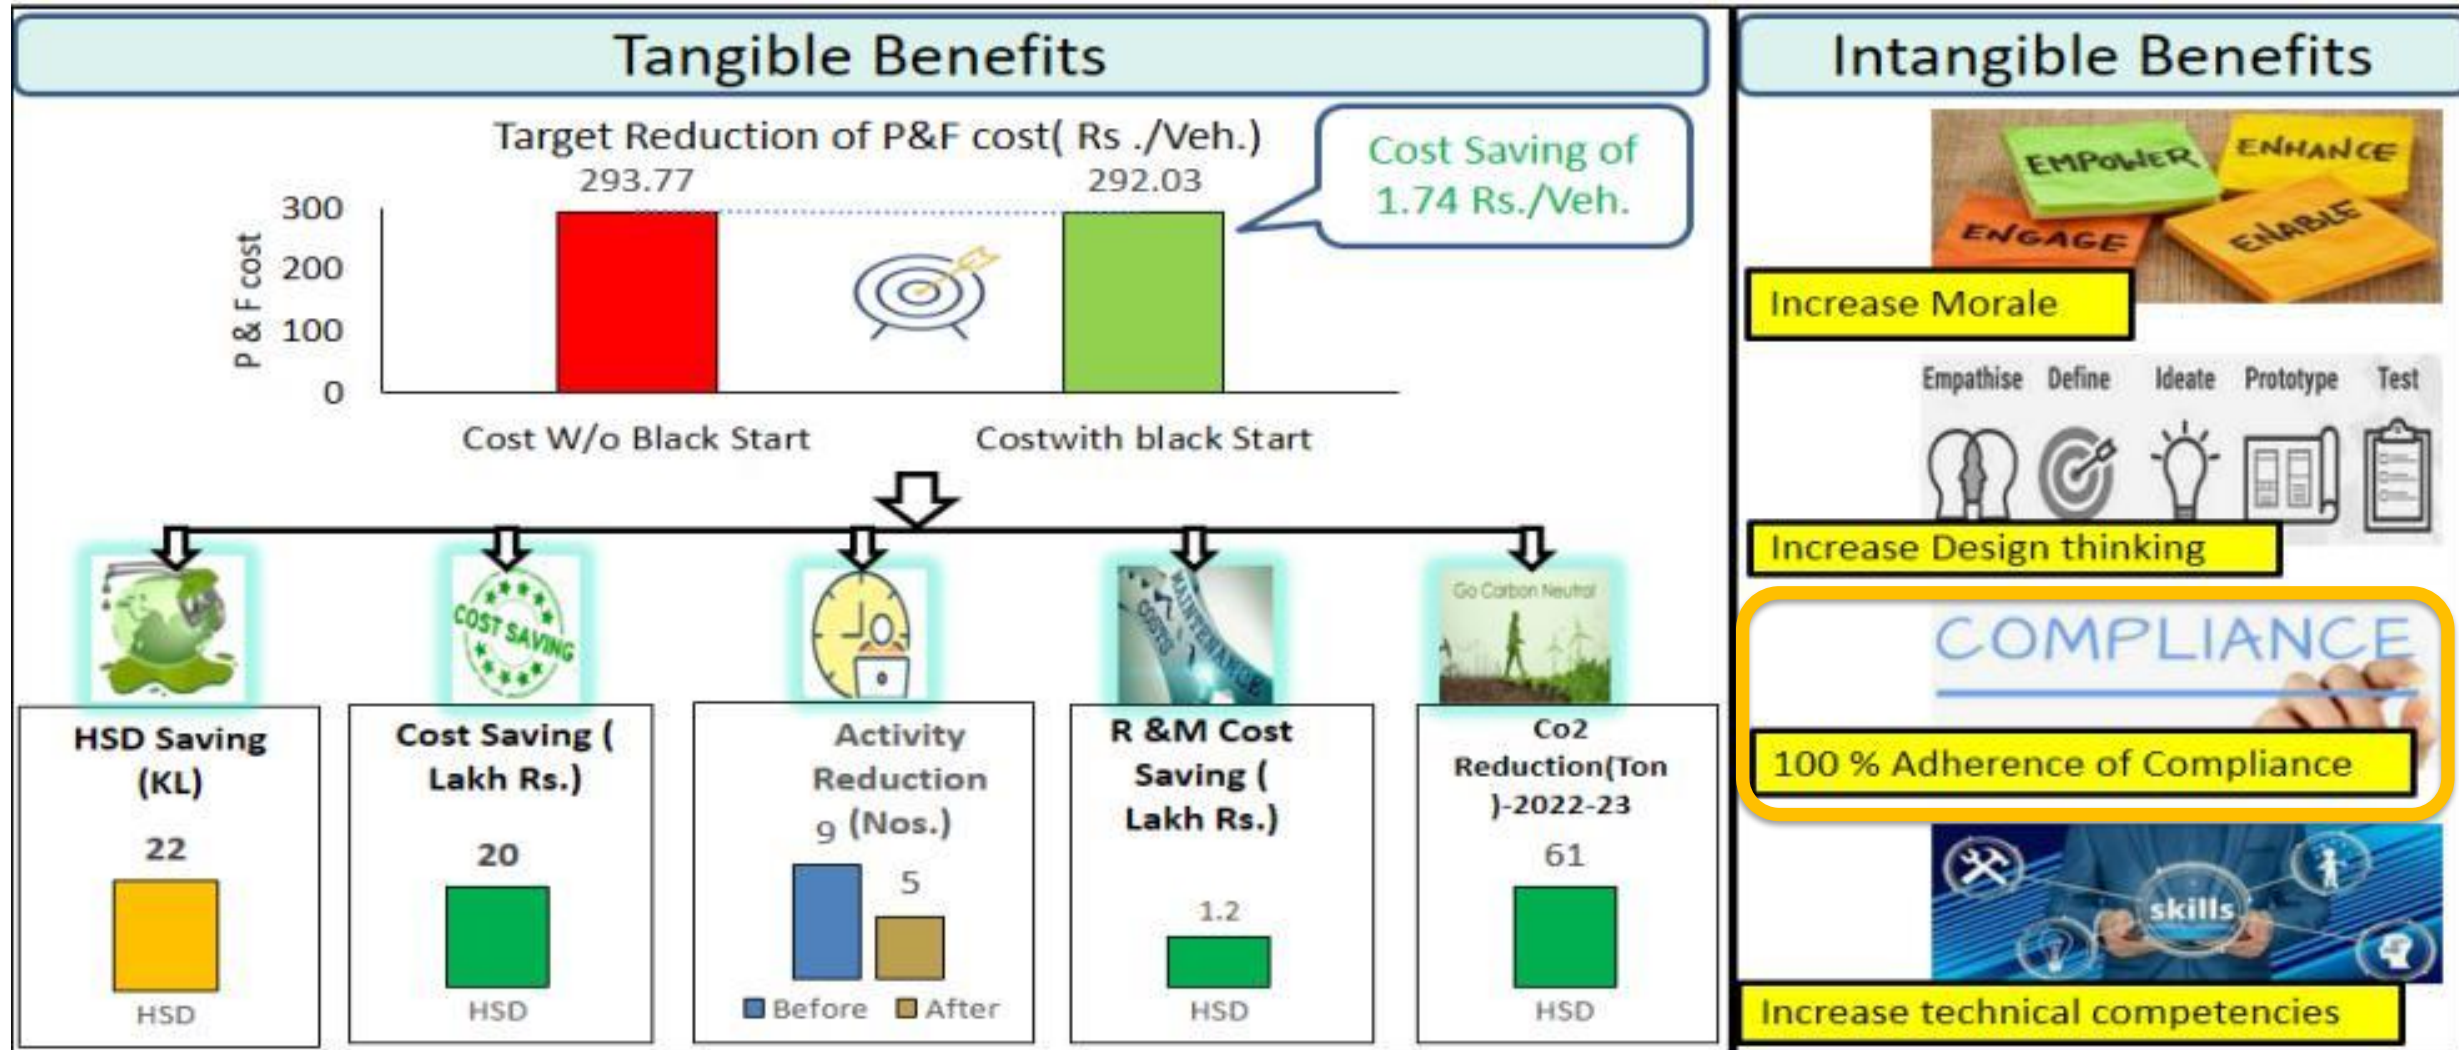 Tangible Benefits
Target Reduction of P&F cost( Rs ./Veh.)
293.77
292.03
Cost Saving of
1.74 Rs./Veh.
P & F cost
300
200
100
0
Cost W/o Black Start
Costwith black Start
COST SAVING
MAINTENANCE
COSTS
Go Carbon Neutral
HSD Saving
(KL)
22
HSD
Cost Saving (
Lakh Rs.)
20
HSD
Activity
Reduction
(Nos.)
9
5
Before
After
R &M Cost
Saving (
Lakh Rs.)
1.2
HSD
Co2
Reduction(Ton
)-2022-23
61
HSD
Intangible Benefits
EMPOWER
ENHANCE
ENGAGE
ENABLE
Increase Morale
Empathise Define Ideate Prototype Test
Increase Design thinking
COMPLIANCE
100 % Adherence of Compliance
skills
Increase technical competencies